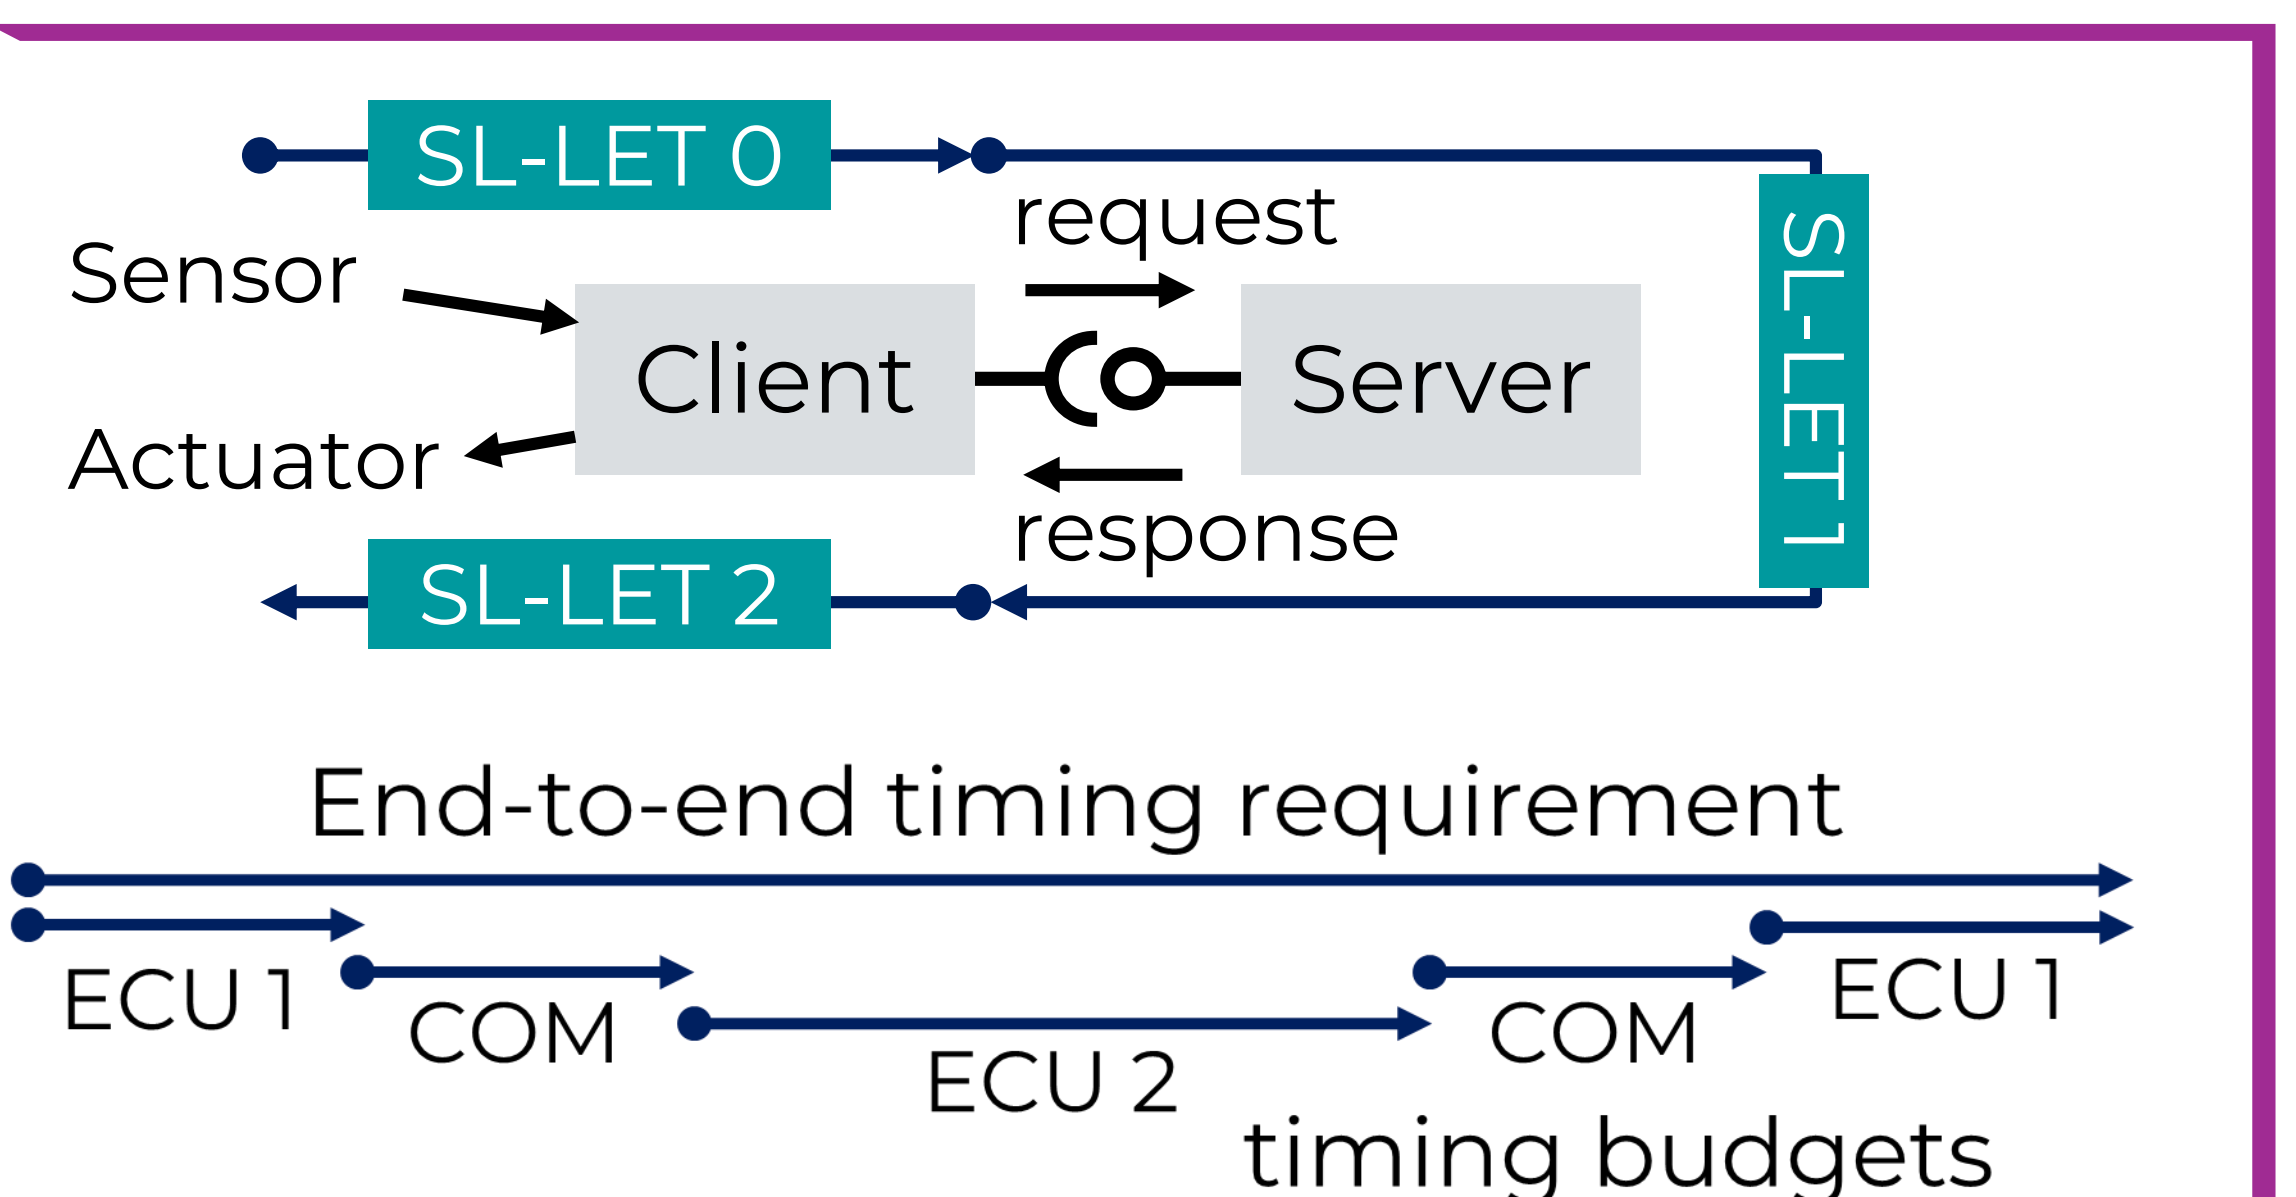 SL-LET 0
request
Sensor
Client
Server
SL-LET 1
Actuator
response
SL-LET 2
End-to-end timing requirement
ECU 1
COM
ECU 2
COM
ECU 1
timing budgets